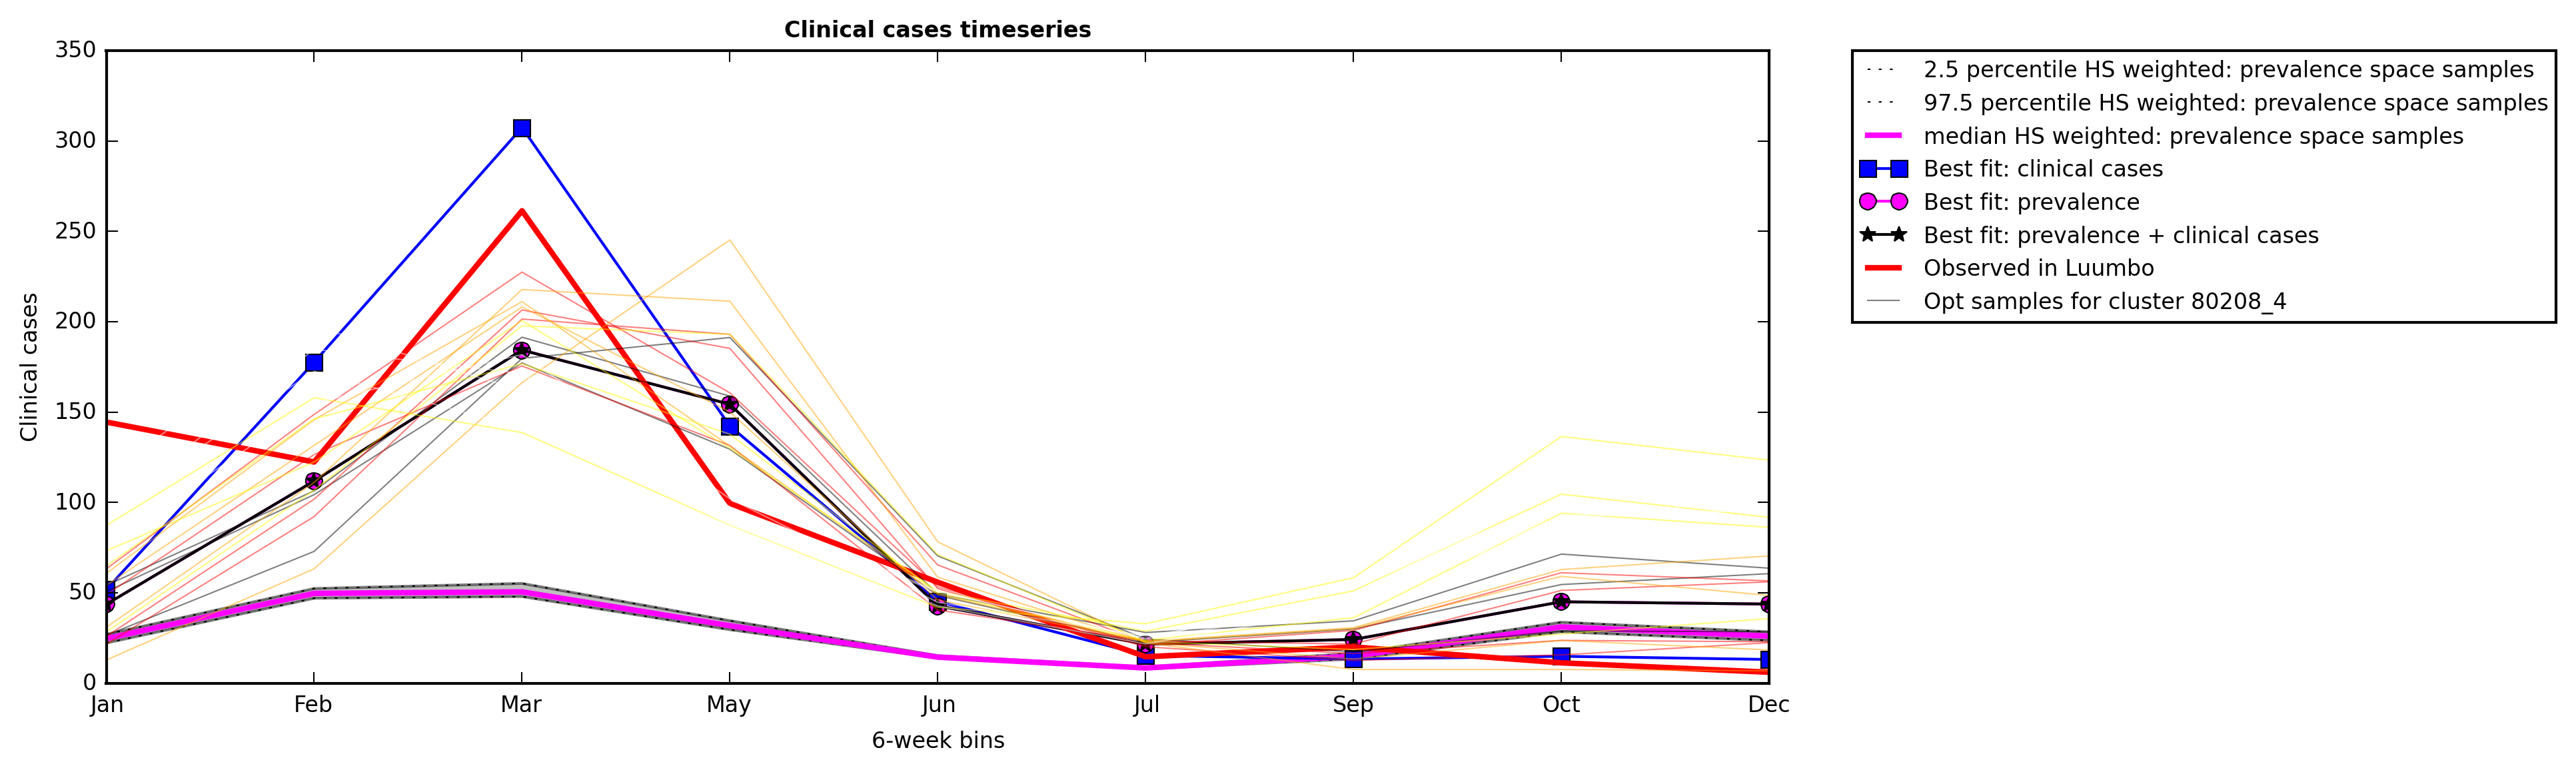 Clinical cases timeseries
350
300
250
200
150
100
50
0
Clinical cases
Jan Feb Mar May Jun Jul Sep Oct Dec
6-week bins
2.5 percentile HS weighted: prevalence space samples
97.5 percentile HS weighted: prevalence space samples
median HS weighted: prevalence space samples
Best fit: clinical cases
Best fit: prevalence
Best fit: prevalence + clinical cases
Observed in Luumbo
Opt samples for cluster 80208_4